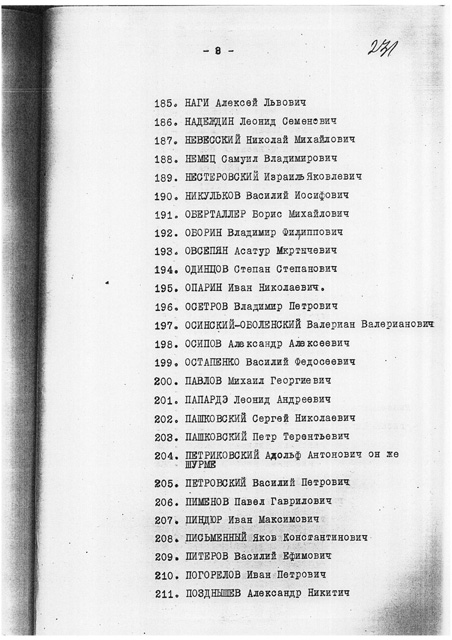 - 8 -
231
185. НАГИ Алексей Львович
186. НАДЕЖДИН Леонид Семенович
187. НЕВЕССКИЙ Николай Михайлович
188. НЕМЕЦ Самуил Владимирович
189. НЕСТЕРОВСКИЙ Израиль Яковлевич
190. НИКУЛЬКОВ Василий Иосифович
191. ОБЕРТАЛЛЕР Борис Михайлович
192. ОБОРИН Владимир Филиппович
193. ОВСЕПЯН Асатур Мкртычевич
194. ОДИНЦОВ Степан Степанович
195. ОПАРИН Иван Николаевич.
196. ОСЕТРОВ Владимир Петрович
197. ОСИНСКИЙ-ОБОЛЕНСКИЙ Валериан Валерианович
198. ОСИПОВ Александр Алексеевич
199. ОСТАПЕНКО Василий Федосеевич
200. ПАВЛОВ Михаил Георгиевич
201. ПАПАРДЭ Леонид Андреевич
202. ПАШКОВСКИЙ Сергей Николаевич
203. ПАШКОВСКИЙ Петр Терентьевич
204. ПЕТРИКОВСКИЙ Адольф Антонович он же
ШУРМЕ
205. ПЕТРОВСКИЙ Василий Петрович
206. ПИМЕНОВ Павел Гаврилович
207. ПИНДЮР Иван Максимович
208. ПИСЬМЕННЫЙ Яков Константинович
209. ПИТЕРОВ Василий Ефимович
210. ПОГОРЕЛОВ Иван Петрович
211. ПОЗДНЫШЕВ Александр Никитич